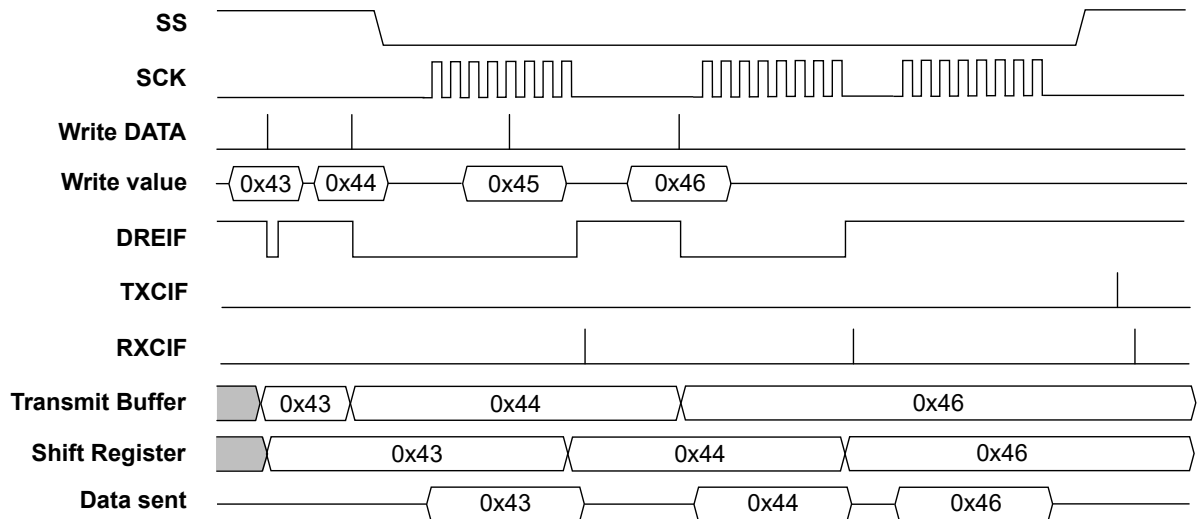 SS
SCK
Write DATA
Write value 0x43 0x44 0x45 0x46
DREIF
TXCIF
RXCIF
Transmit Buffer 0x43 0x44 0x46
Shift Register 0x43 0x44 0x46
Data sent 0x43 0x44 0x46